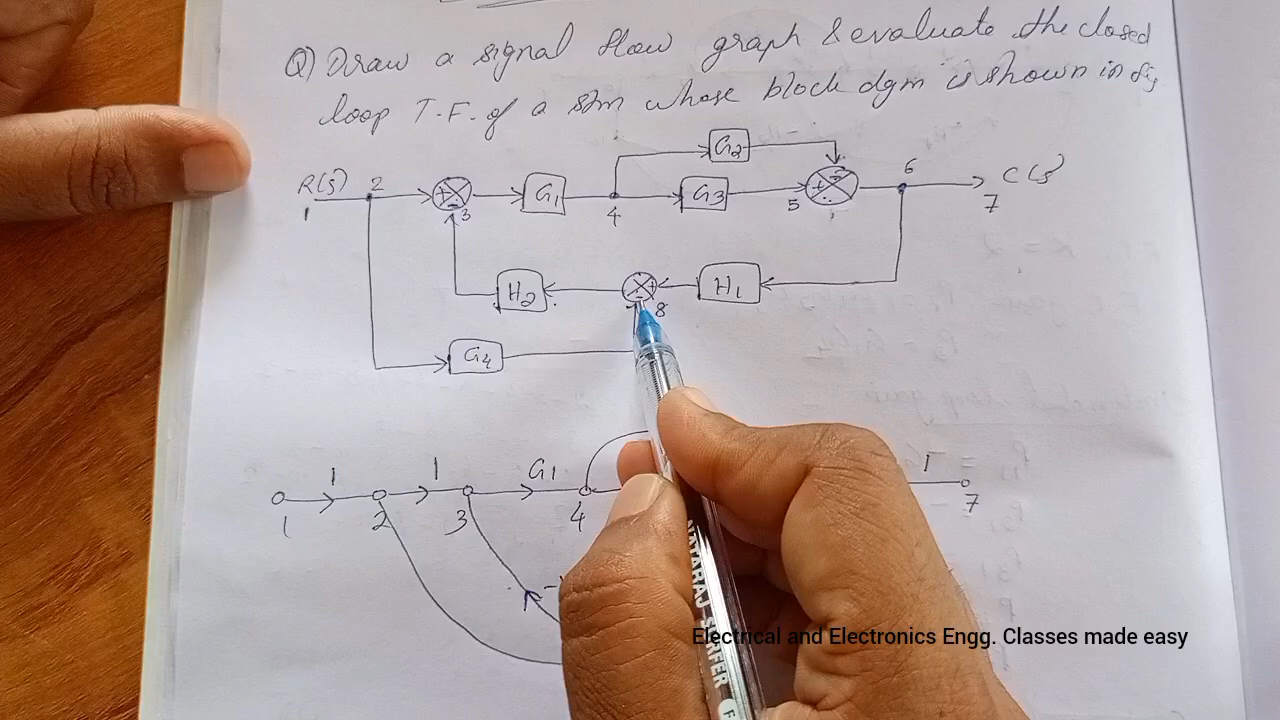 Q) Draw a signal flow graph & evaluate the closed
loop T.F. of a s/m whose block dgm is shown in fig
G2
R(s) 2 + - 3 G1 4 G3 5 + 6 C(s)
1 7
H2 + - 8 H1
G4
1 1 G1 1
1 2 3 4 7
NATARAJ SURFER
Electrical and Electronics Engg. Classes made easy